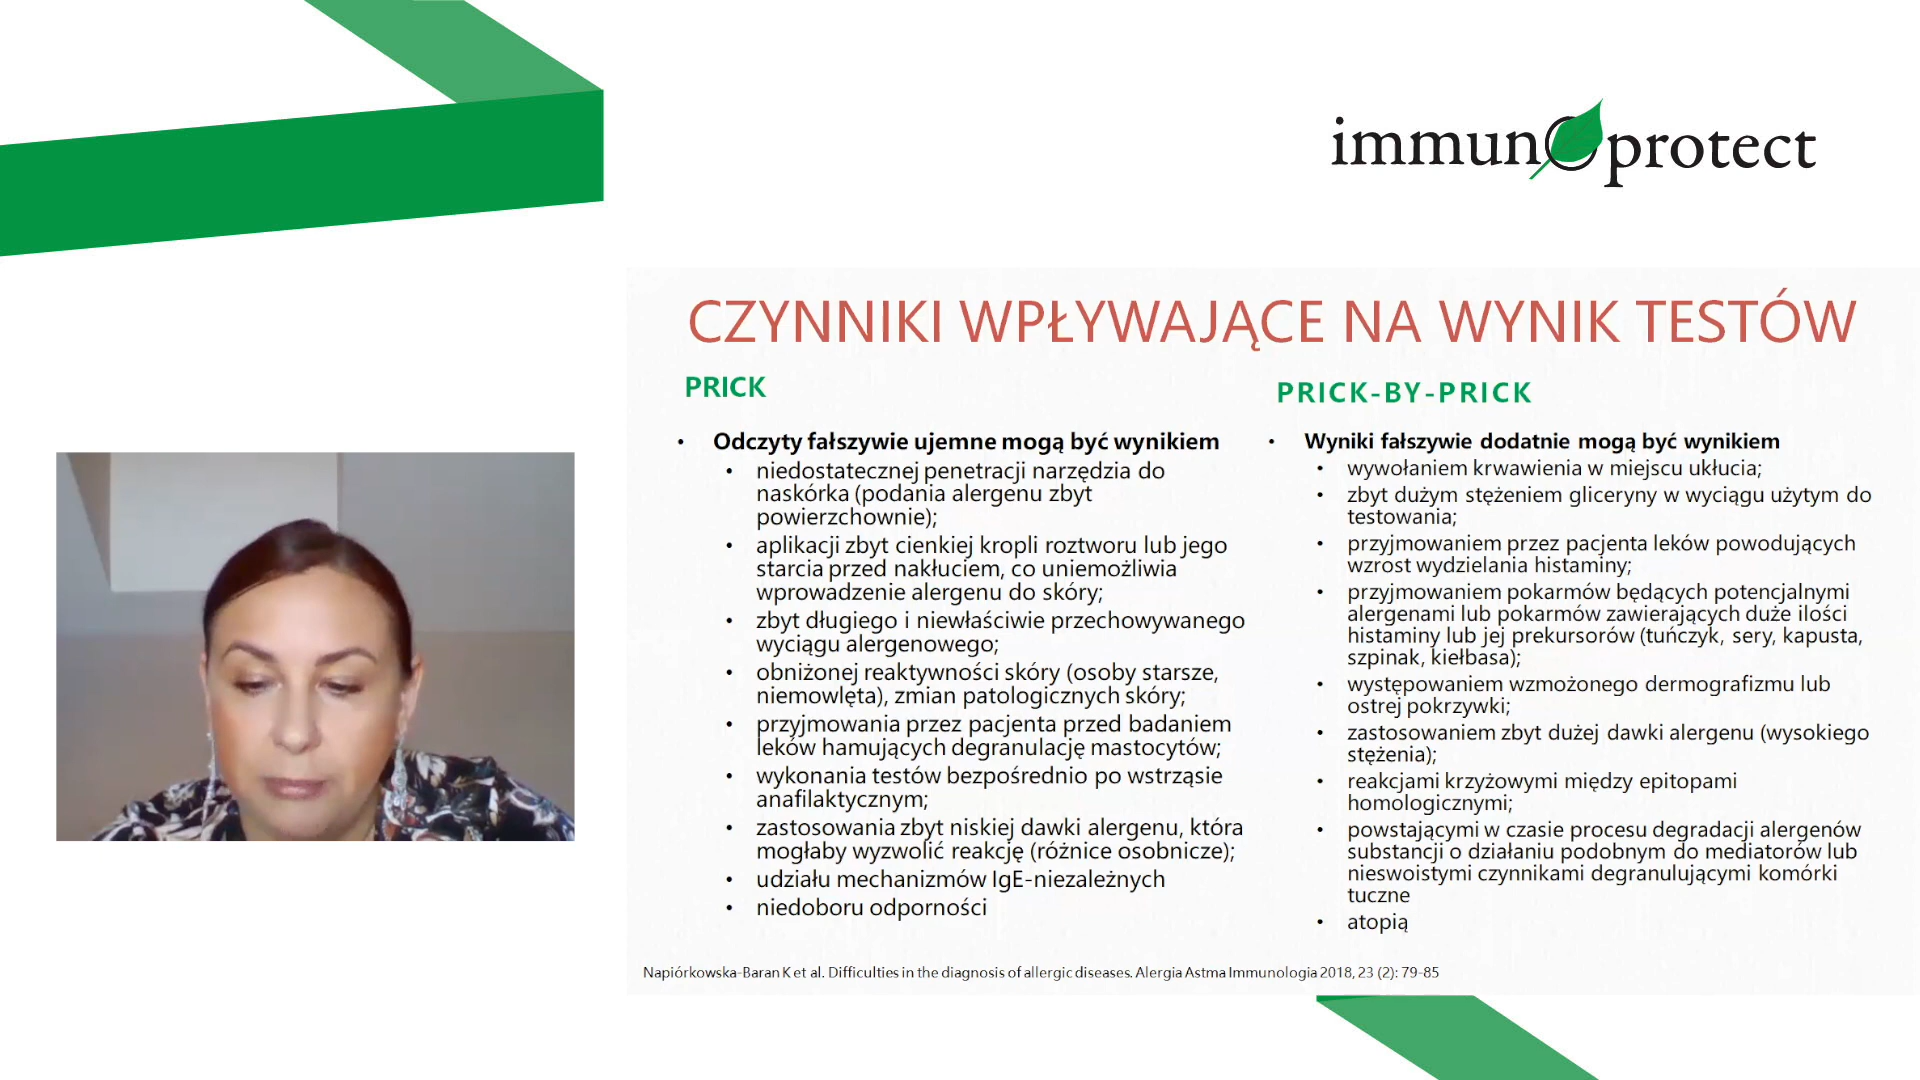 immunoprotect
CZYNNIKI WPŁYWAJĄCE NA WYNIK TESTÓW
PRICK
• Odczyty fałszywie ujemne mogą być wynikiem
• niedostatecznej penetracji narzędzia do
naskórka (podania alergenu zbyt
powierzchownie);
• aplikacji zbyt cienkiej kropli roztworu lub jego
starcia przed nakłuciem, co uniemożliwia
wprowadzenie alergenu do skóry;
• zbyt długiego i niewłaściwie przechowywanego
wyciągu alergenowego;
• obniżonej reaktywności skóry (osoby starsze,
niemowlęta), zmian patologicznych skóry;
• przyjmowania przez pacjenta przed badaniem
leków hamujących degranulację mastocytów;
• wykonania testów bezpośrednio po wstrząsie
anafilaktycznym;
• zastosowania zbyt niskiej dawki alergenu, która
mogłaby wyzwolić reakcję (różnice osobnicze);
• udziału mechanizmów IgE-niezależnych
• niedoboru odporności
PRICK-BY-PRICK
• Wyniki fałszywie dodatnie mogą być wynikiem
• wywołaniem krwawienia w miejscu ukłucia;
• zbyt dużym stężeniem gliceryny w wyciągu użytym do
testowania;
• przyjmowaniem przez pacjenta leków powodujących
wzrost wydzielania histaminy;
• przyjmowaniem pokarmów będących potencjalnymi
alergenami lub pokarmów zawierających duże ilości
histaminy lub jej prekursorów (tuńczyk, sery, kapusta,
szpinak, kiełbasa);
• występowaniem wzmożonego dermografizmu lub
ostrej pokrzywki;
• zastosowaniem zbyt dużej dawki alergenu (wysokiego
stężenia);
• reakcjami krzyżowymi między epitopami
homologicznymi;
• powstającymi w czasie procesu degradacji alergenów
substancji o działaniu podobnym do mediatorów lub
nieswoistymi czynnikami degranulującymi komórki
tuczne
• atopią
Napiórkowska-Baran K et al. Difficulties in the diagnosis of allergic diseases. Alergia Astma Immunologia 2018, 23 (2): 79-85